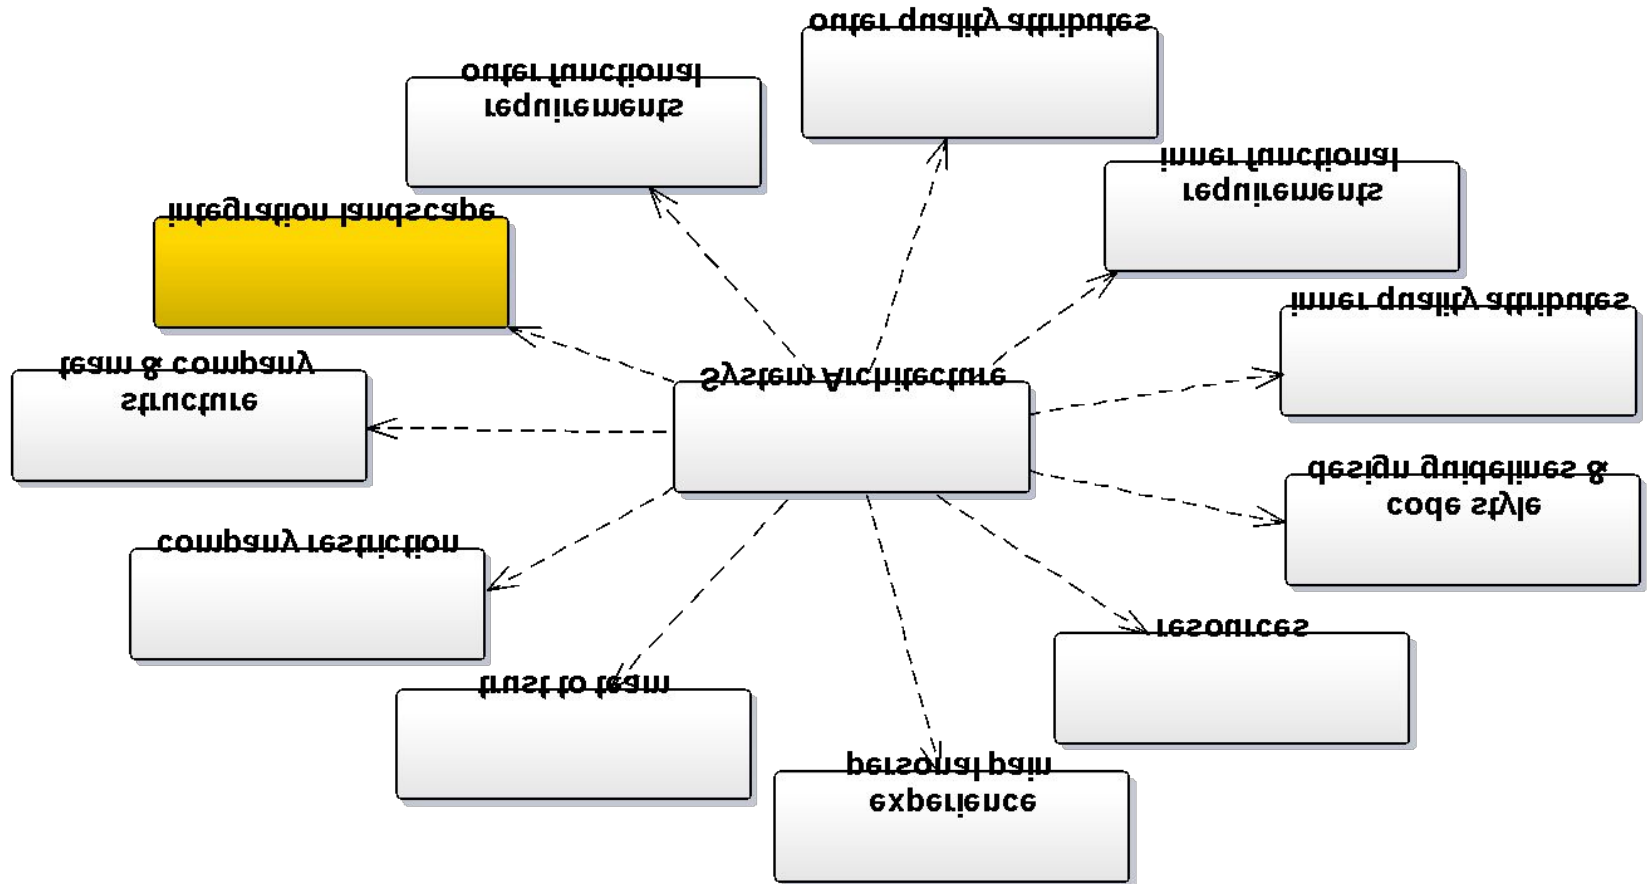 outer quality attributes
outer functional
requirements
inner functional
requirements
integration landscape
inner quality attributes
team & company
structure
System Architecture
design guidelines &
code style
company restriction
resources
trust to team
personal pain
experience